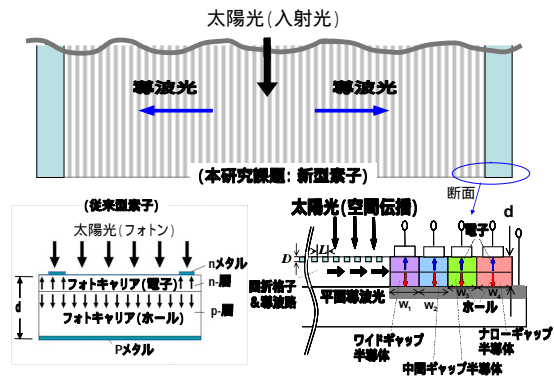 太陽光(入射光)
導波光
導波光
(本研究課題: 新型素子)
断面
(従来型素子)
太陽光(フォトン)
nメタル
フォトキャリア(電子)
n-層
d
フォトキャリア(ホール)
p-層
Pメタル
太陽光(空間伝播)
電子
d
L
D
回折格子
&導波路
平面導波光
W₁
W₂
W₃
W₄
ホール
ワイドギャップ
半導体
中間ギャップ半導体
ナローギャップ
半導体